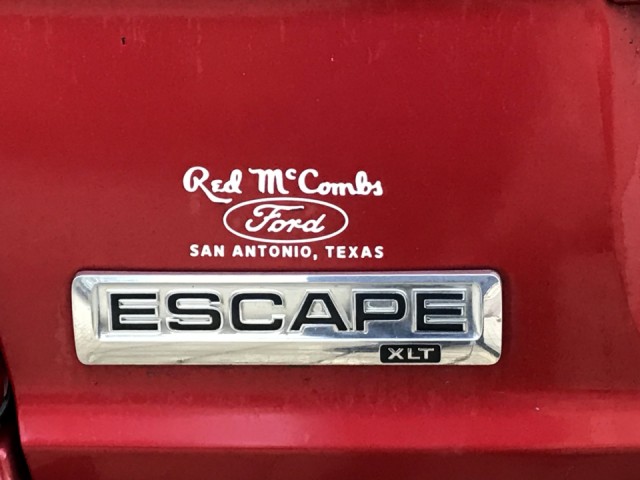 Red McCombs
Ford
SAN ANTONIO, TEXAS
ESCAPE
XLT